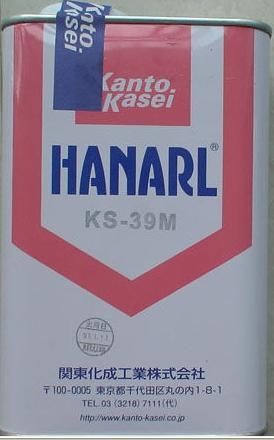 Kanto
Kasei
Kanto
Kasei
HANARL®
KS-39M
関東化成工業株式会社
〒100-0005 東京都千代田区丸の内1-8-1
TEL.03 (3218) 7111(代)
http://www.kanto-kasei.co.jp